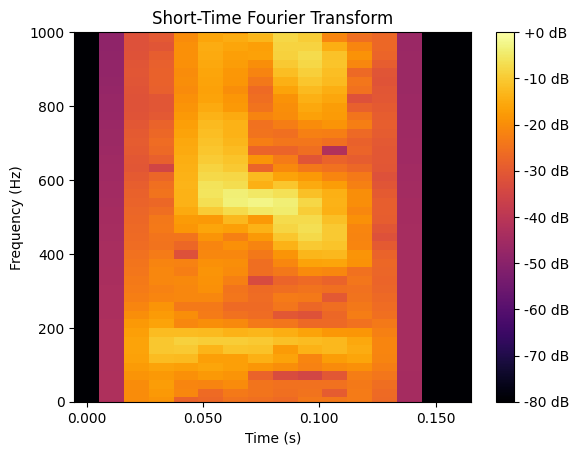 Short-Time Fourier Transform
1000
800
600
400
200
0
Frequency (Hz)
0.000
0.050
0.100
0.150
Time (s)
+0 dB
-10 dB
-20 dB
-30 dB
-40 dB
-50 dB
-60 dB
-70 dB
-80 dB